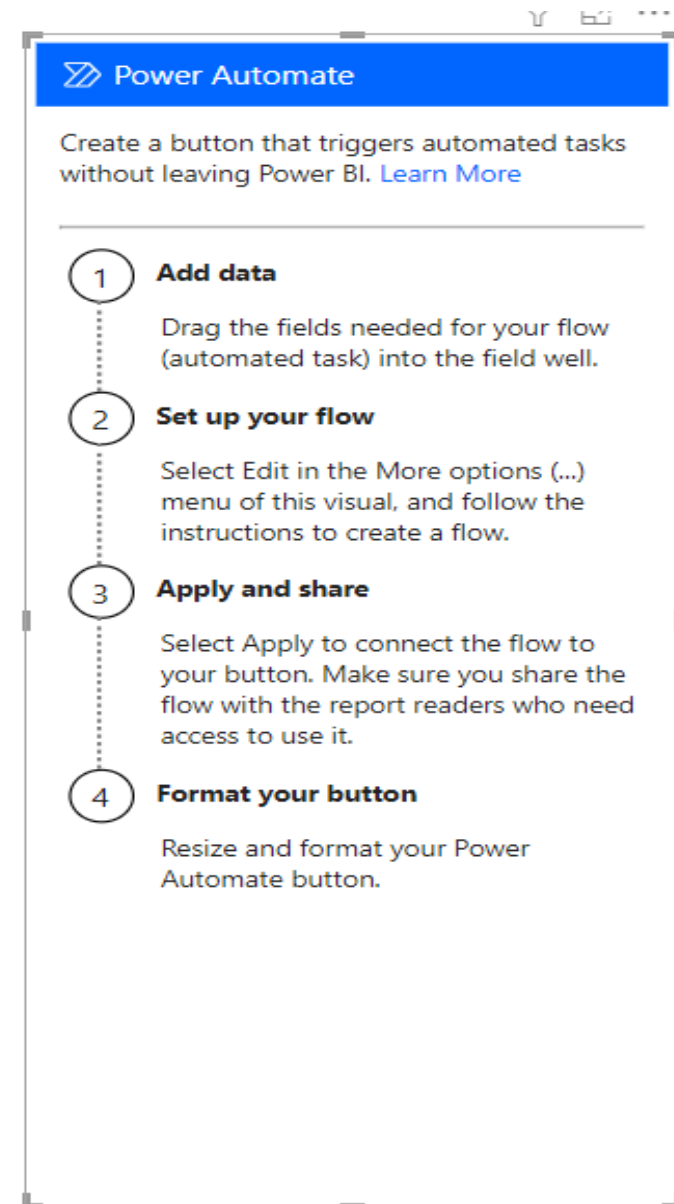 Power Automate
Create a button that triggers automated tasks
without leaving Power BI. Learn More
1 Add data
Drag the fields needed for your flow
(automated task) into the field well.
2 Set up your flow
Select Edit in the More options (...)
menu of this visual, and follow the
instructions to create a flow.
3 Apply and share
Select Apply to connect the flow to
your button. Make sure you share the
flow with the report readers who need
access to use it.
4 Format your button
Resize and format your Power
Automate button.